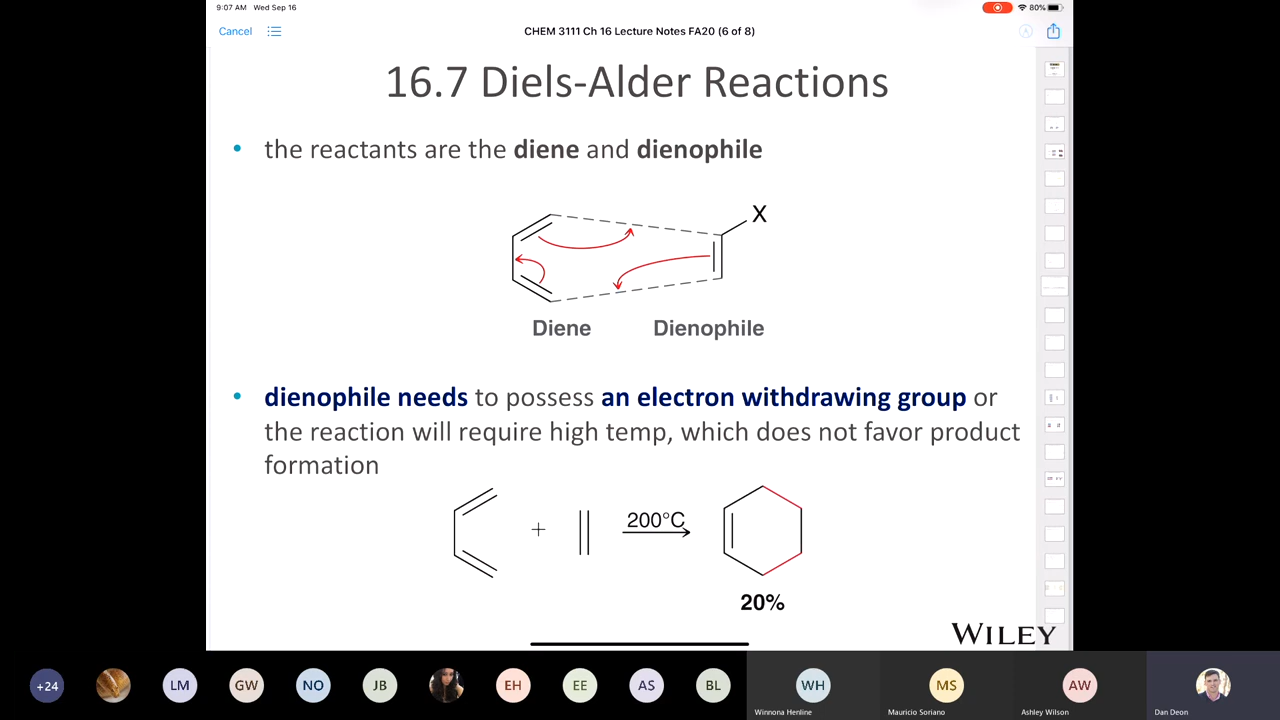 9:07 AM Wed Sep 16
80%
Cancel
CHEM 3111 Ch 16 Lecture Notes FA20 (6 of 8)
16.7 Diels-Alder Reactions
• the reactants are the diene and dienophile
X
Diene Dienophile
• dienophile needs to possess an electron withdrawing group or
the reaction will require high temp, which does not favor product
formation
+ 200°C
20%
WILEY
+24 LM GW NO JB EH EE AS BL WH MS AW
Winnona Henline Mauricio Soriano Ashley Wilson Dan Deon